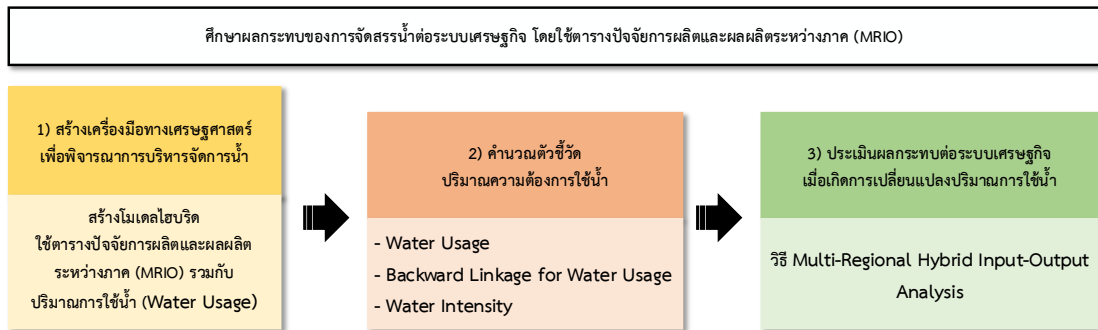 ศึกษาผลกระทบของการจัดสรรน้ำต่อระบบเศรษฐกิจ โดยใช้ตารางปัจจัยการผลิตและผลผลิตระหว่างภาค (MRIO)
1) สร้างเครื่องมือทางเศรษฐศาสตร์
เพื่อพิจารณาการบริหารจัดการน้ำ
สร้างโมเดลไฮบริด
ใช้ตารางปัจจัยการผลิตและผลผลิต
ระหว่างภาค (MRIO) รวมกับ
ปริมาณการใช้น้ำ (Water Usage)
2) คำนวณตัวชี้วัด
ปริมาณความต้องการใช้น้ำ
- Water Usage
- Backward Linkage for Water Usage
- Water Intensity
3) ประเมินผลกระทบต่อระบบเศรษฐกิจ
เมื่อเกิดการเปลี่ยนแปลงปริมาณการใช้น้ำ
วิธี Multi-Regional Hybrid Input-Output
Analysis